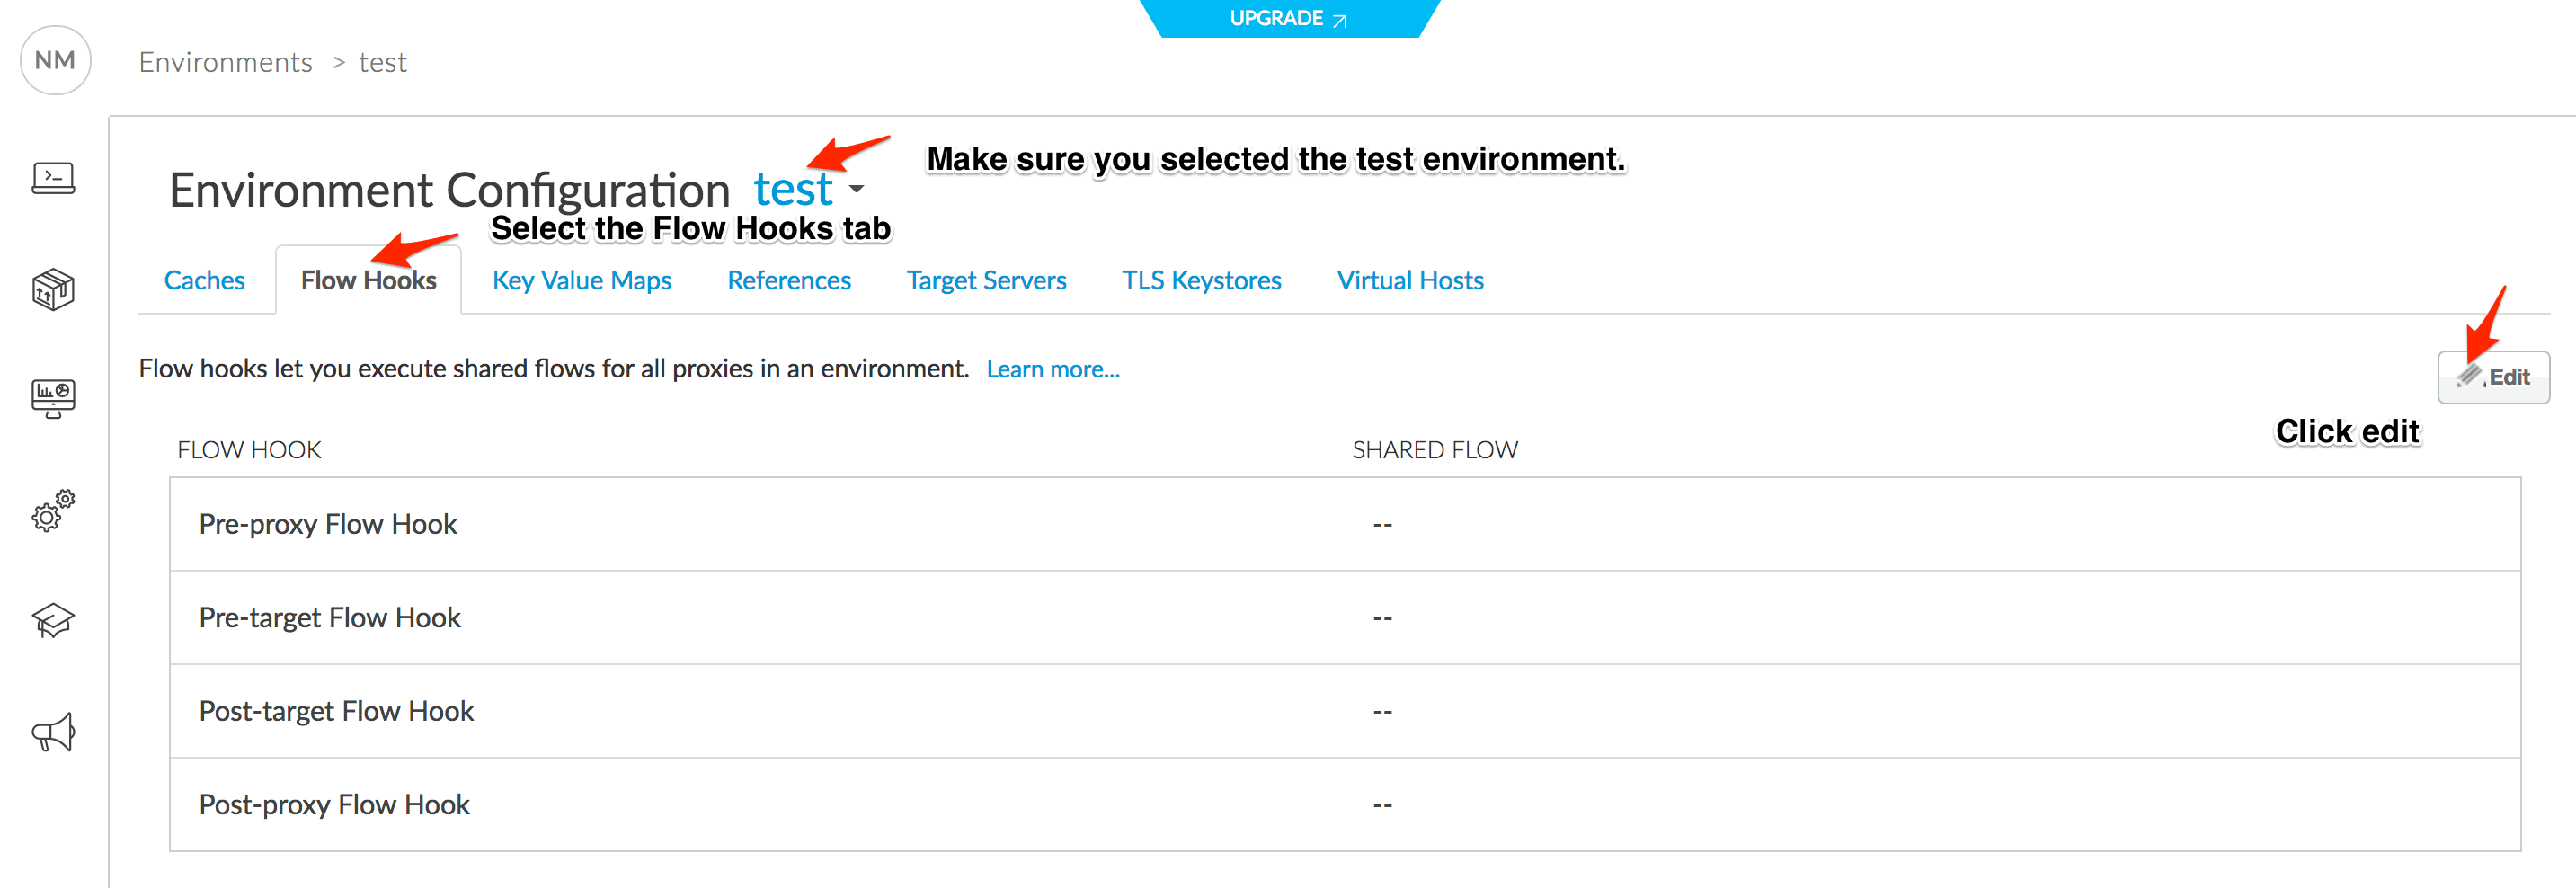 UPGRADE
NM
Environments > test
Make sure you selected the test environment.
Environment Configuration test
Select the Flow Hooks tab
Caches Flow Hooks Key Value Maps References Target Servers TLS Keystores Virtual Hosts
Flow hooks let you execute shared flows for all proxies in an environment. Learn more...
Edit
Click edit
FLOW HOOK SHARED FLOW
Pre-proxy Flow Hook --
Pre-target Flow Hook --
Post-target Flow Hook --
Post-proxy Flow Hook --